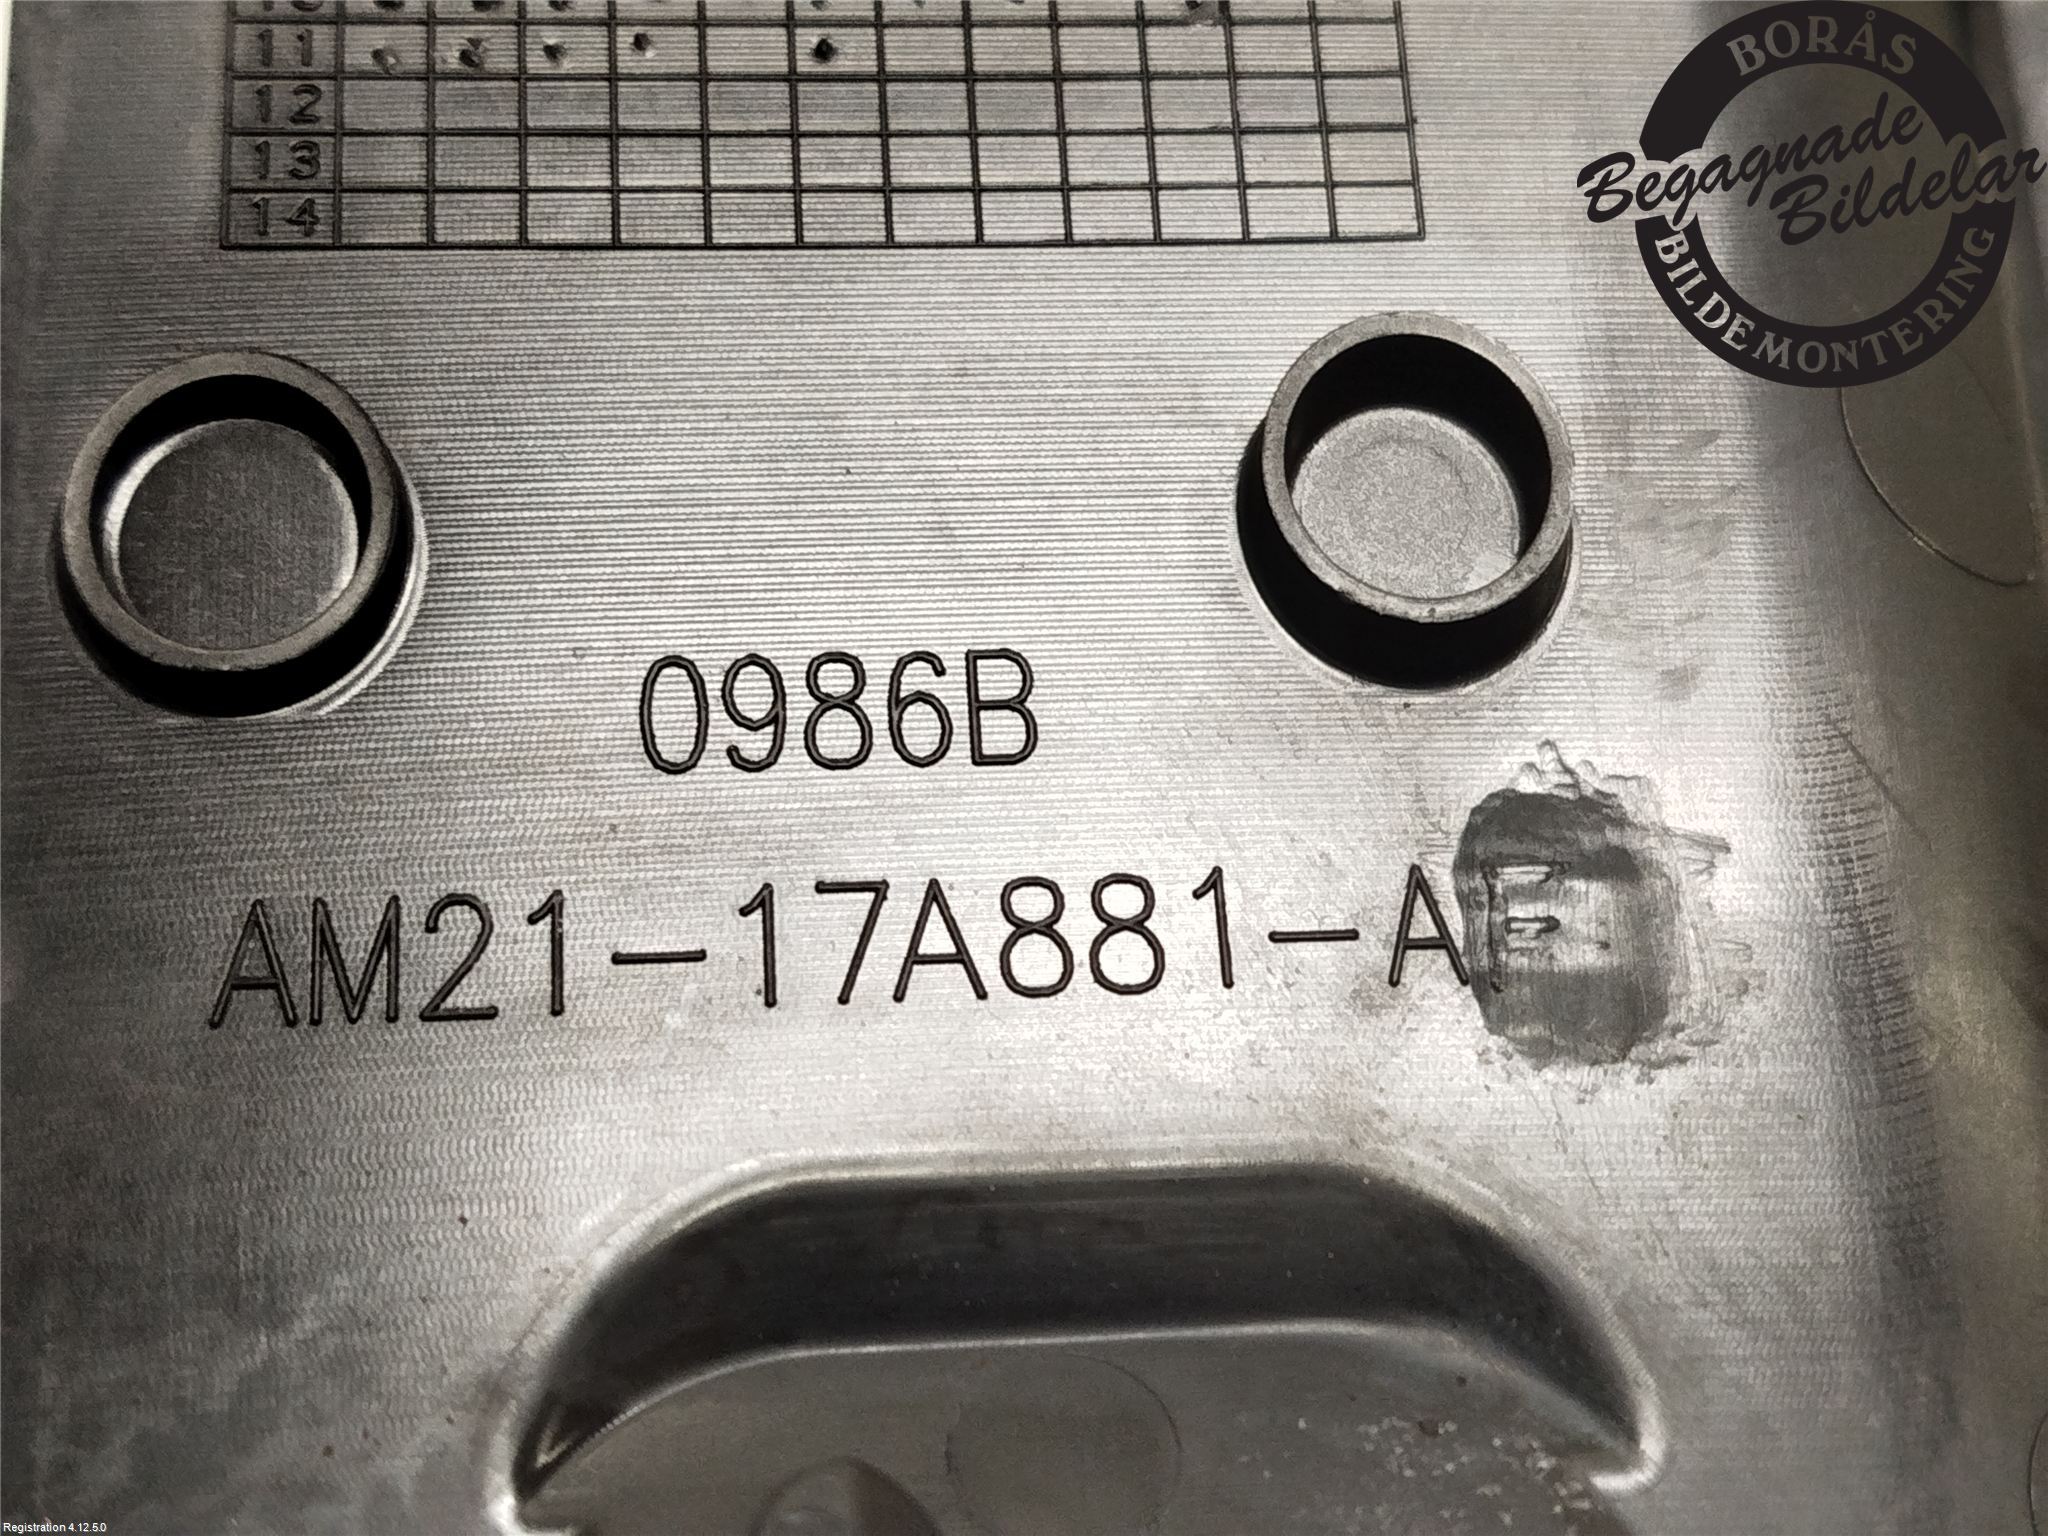 11
12
13
14
BORÅS
Begagnade
Bildelar
BILDEMONTERING
0986B
AM21-17A881-A
Registration 4.12.5.0